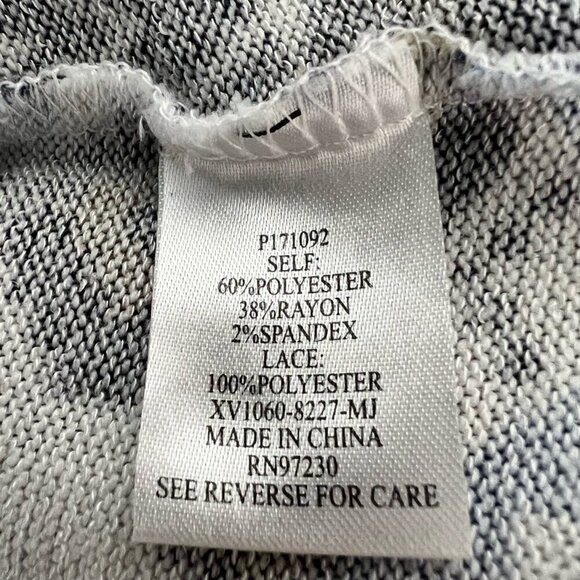 P171092
SELF:
60%POLYESTER
38%RAYON
2%SPANDEX
LACE:
100%POLYESTER
XV1060-8227-MJ
MADE IN CHINA
RN97230
SEE REVERSE FOR CARE